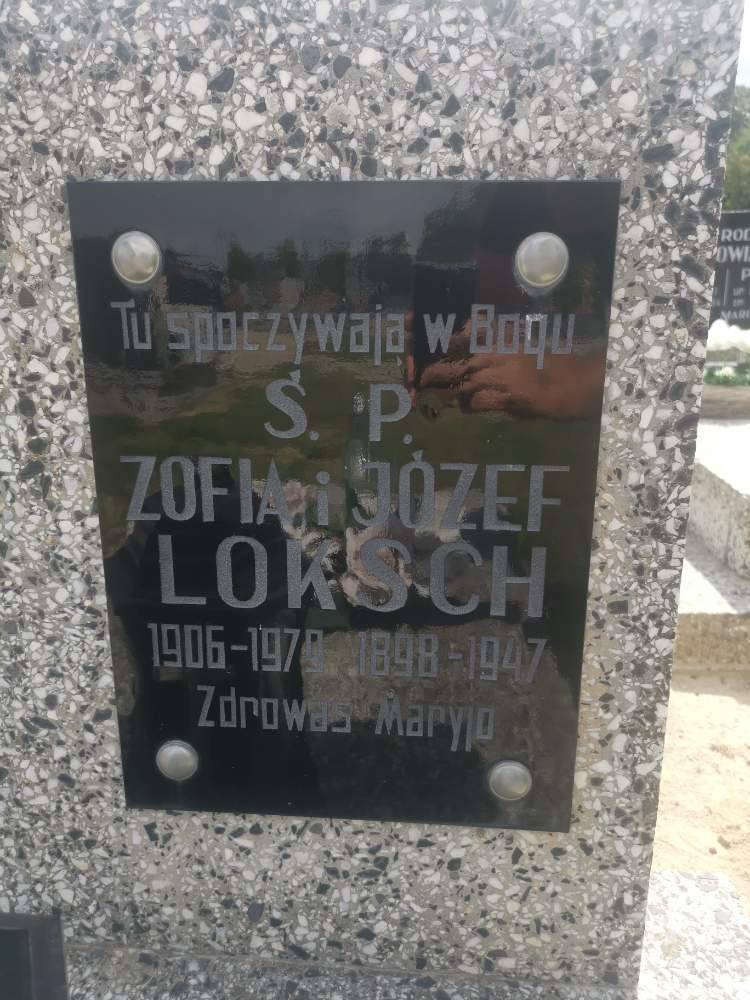 Tu spoczywają w Bogu
Ś. P.
ZOFIA i JÓZEF
LOKSCH
1906-1979 1898-1947
Zdrowaś Maryjo